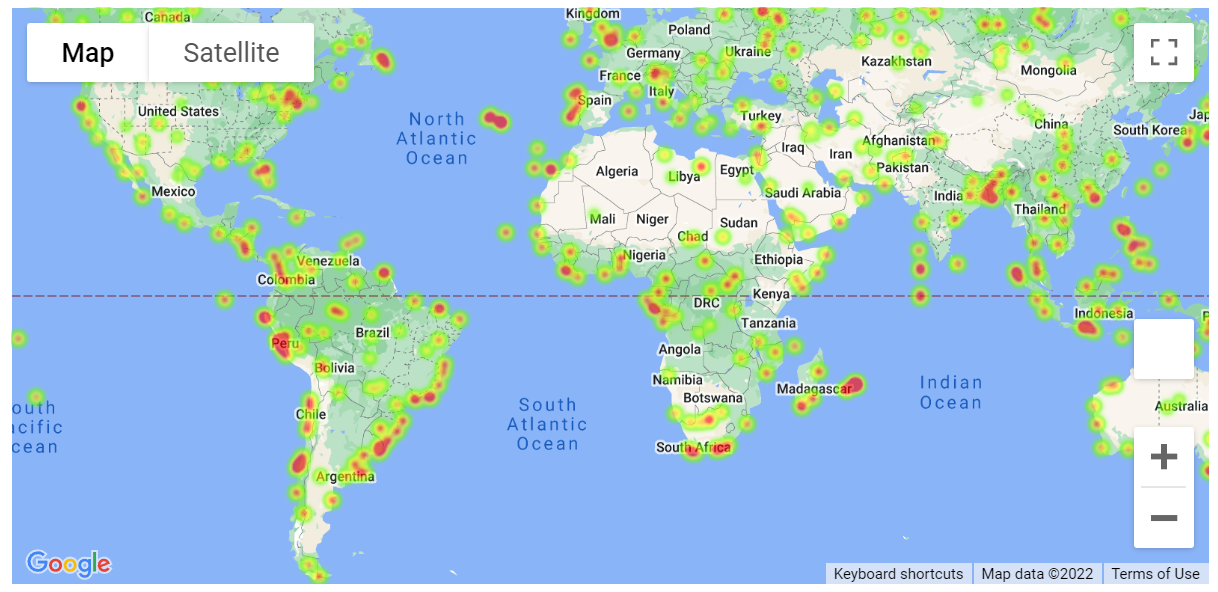 Canada
Kingdom
Map
Satellite
Poland
Germany
Ukraine
Kazakhstan
Mongolia
France
Italy
United States
Spain
North
Atlantic
Ocean
Turkey
China
South Korea
Afghanistan
Iraq
Iran
Algeria
Libya
Egypt
Pakistan
Mexico
Saudi Arabia
India
Thailand
Mali
Niger
Sudan
Chad
Nigeria
Ethiopia
Venezuela
Colombia
DRC
Kenya
Indonesia
Tanzania
Brazil
Peru
Angola
Bolivia
Namibia
Madagascar
Indian
Ocean
Botswana
South
Atlantic
Ocean
Australia
outh
acific
cean
Chile
South Africa
Argentina
Google
Keyboard shortcuts
Map data ©2022
Terms of Use